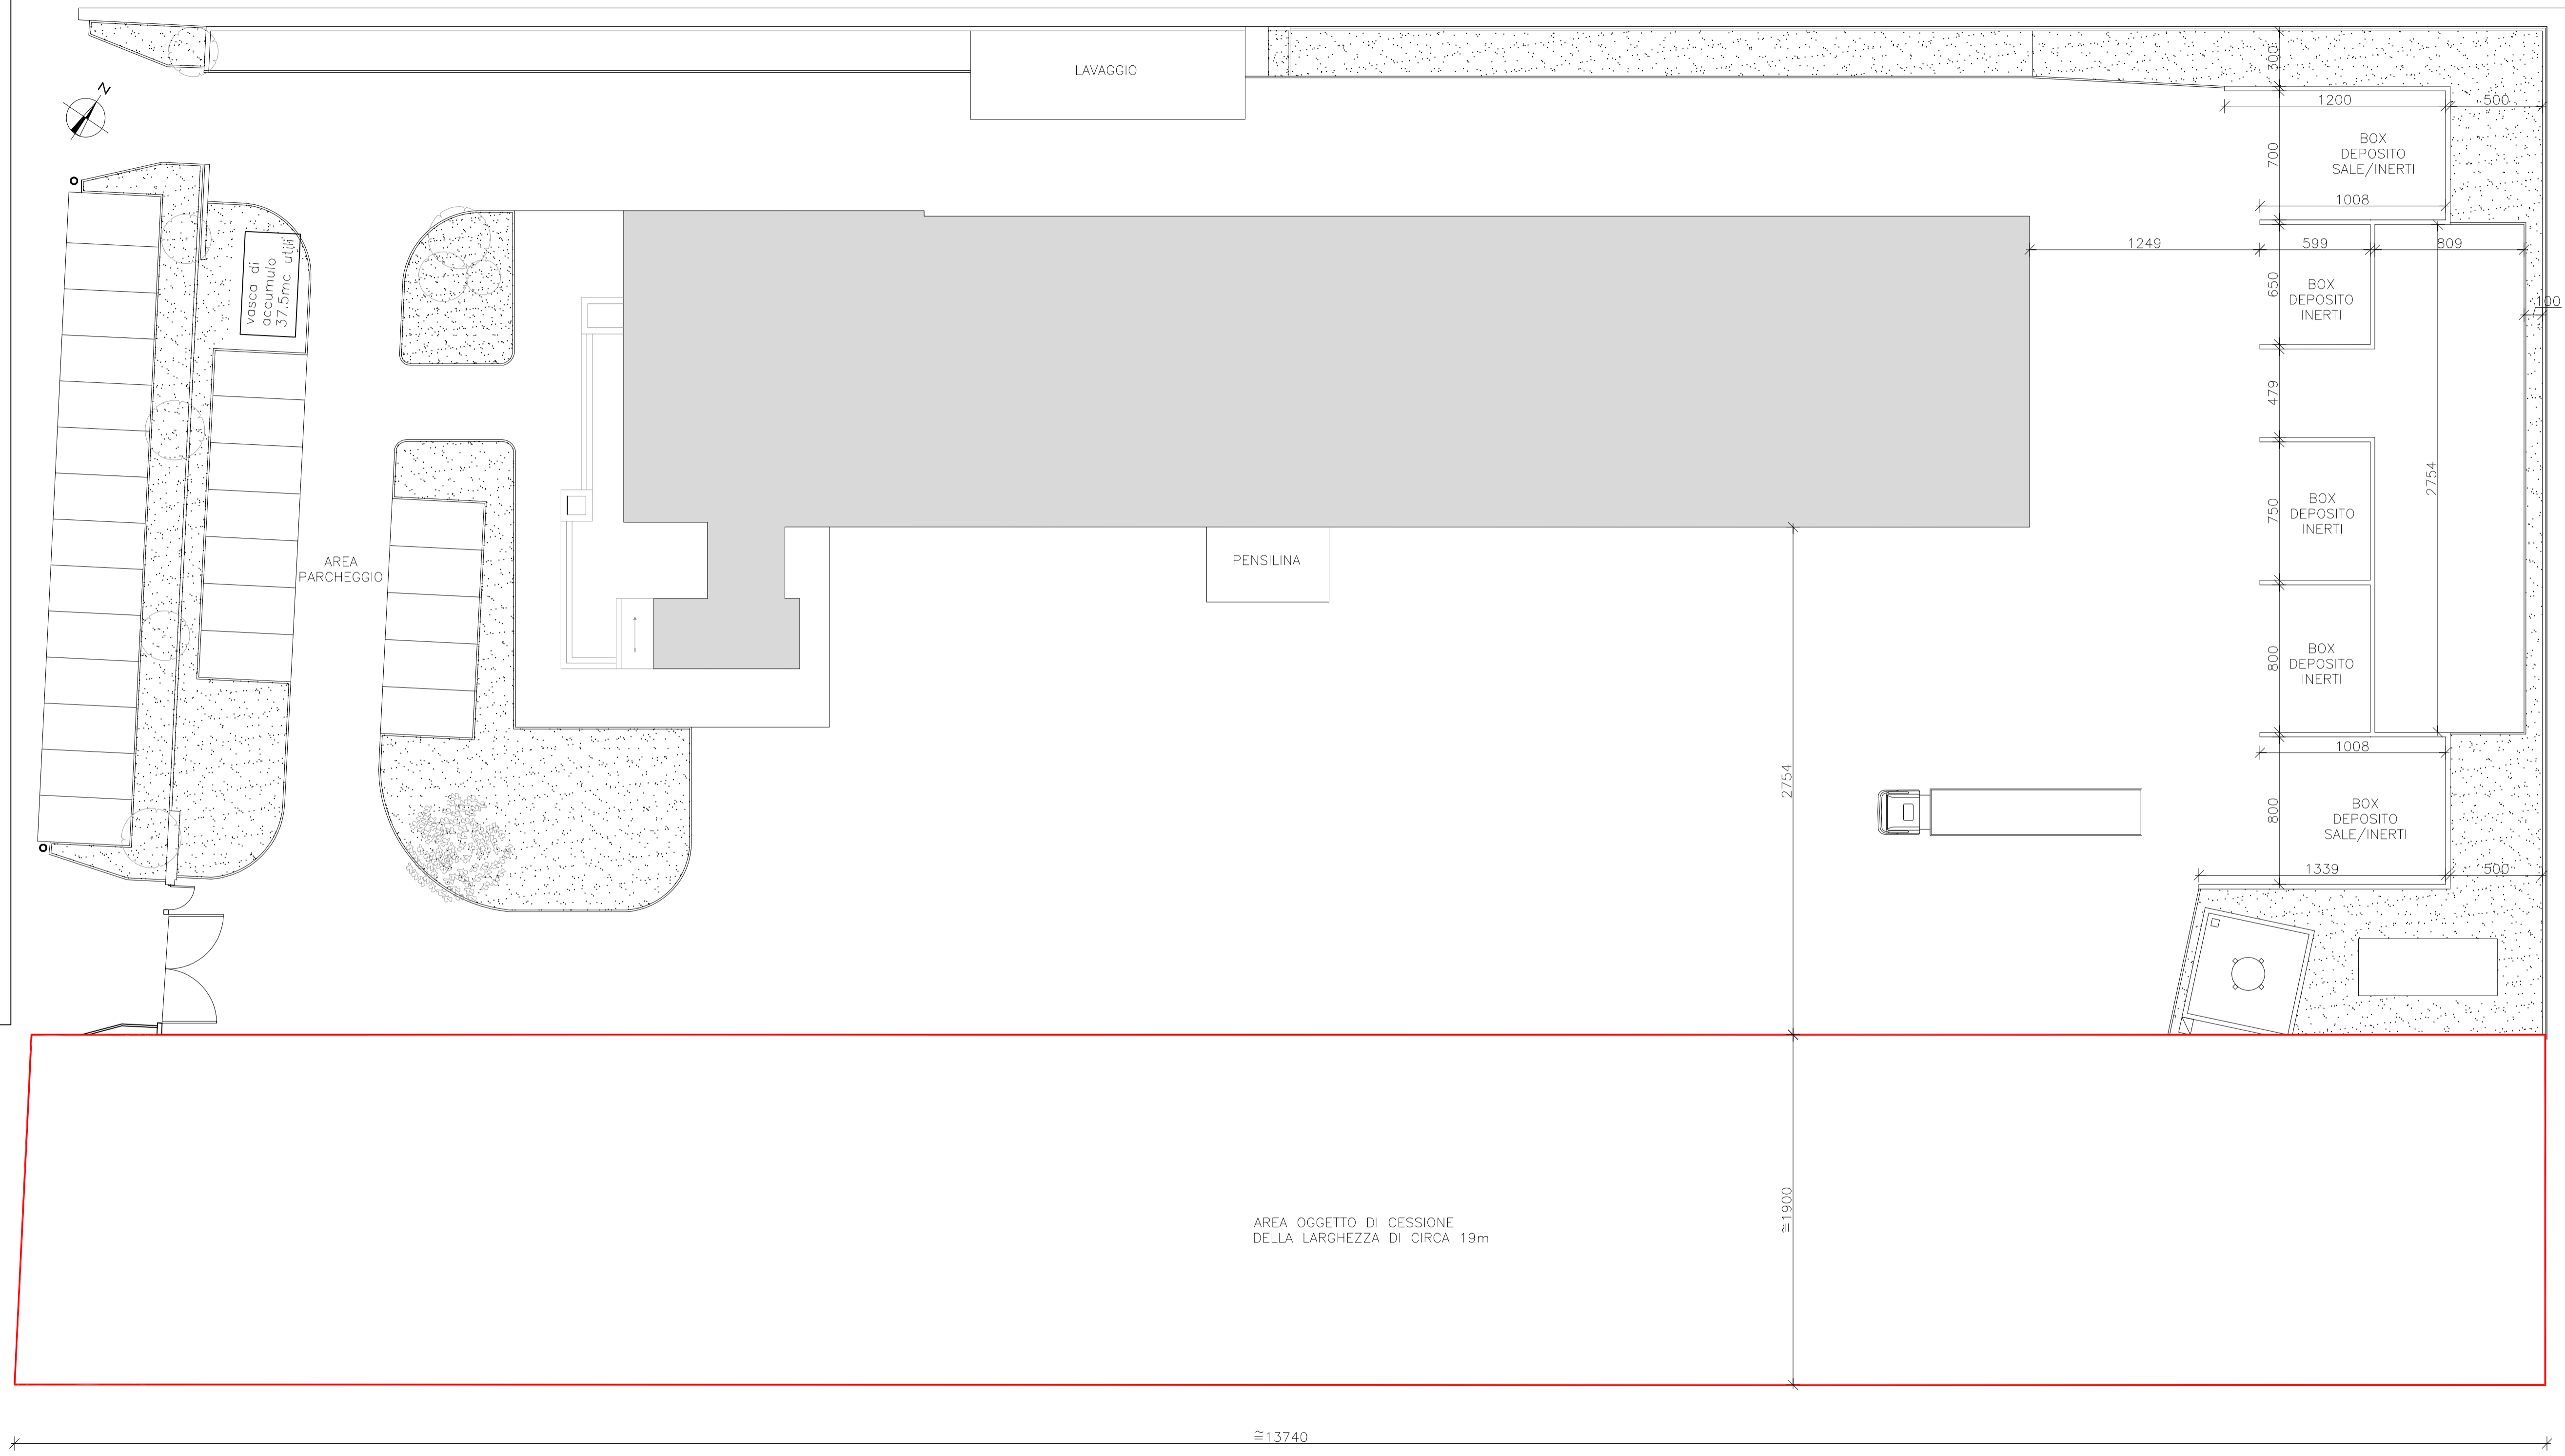 LAVAGGIO
N
300
1200
500
BOX
DEPOSITO
SALE/INERTI
700
1008
1249
599
809
vasca di
accumulo
37.5mc utili
650
BOX
DEPOSITO
INERTI
100
479
2754
750
BOX
DEPOSITO
INERTI
AREA
PARCHEGGIO
PENSILINA
800
BOX
DEPOSITO
INERTI
1008
2754
800
BOX
DEPOSITO
SALE/INERTI
1339
500
≅1900
AREA OGGETTO DI CESSIONE
DELLA LARGHEZZA DI CIRCA 19m
≅13740